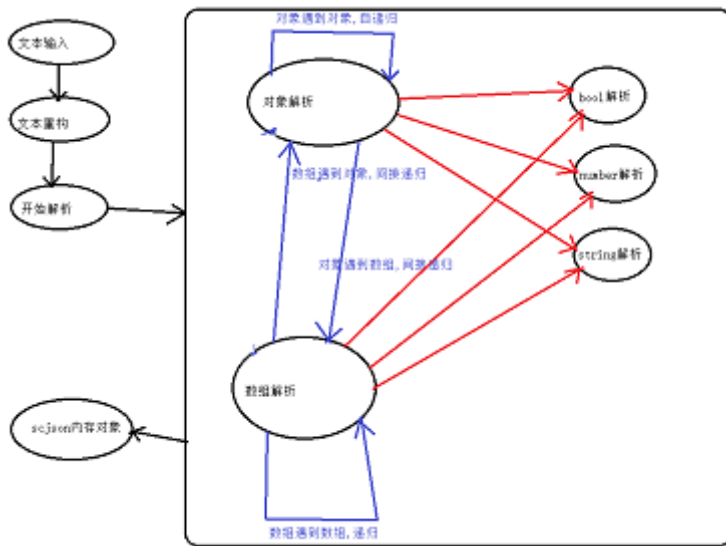 对象遇到对象,自递归
文本输入
对象解析
bool解析
文本重构
数组遇到对象,间接递归
number解析
开始解析
对象遇到数组,间接递归
string解析
数组解析
scjson内存对象
数组遇到数组,递归